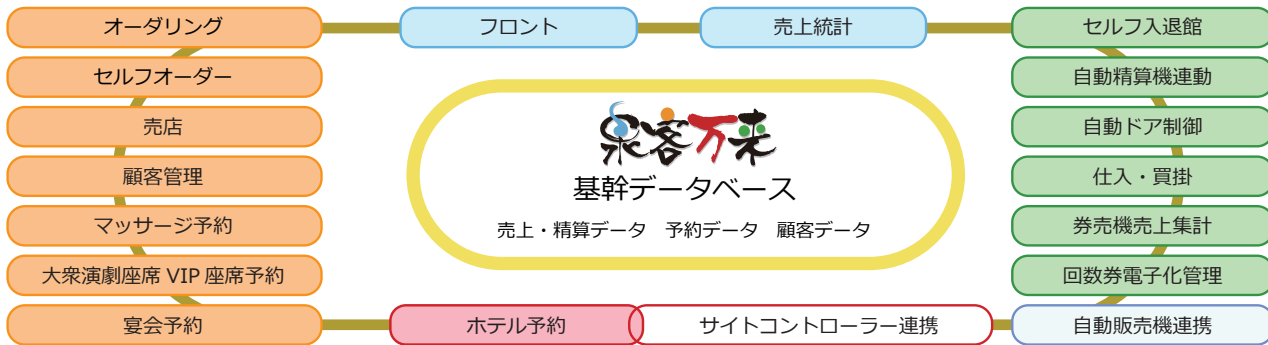 オーダリング
フロント
売上統計
セルフ入退館
セルフオーダー
自動精算機連動
売店
自動ドア制御
顧客管理
仕入・買掛
マッサージ予約
券売機売上集計
大衆演劇座席 VIP 座席予約
回数券電子化管理
宴会予約
ホテル予約
サイトコントローラー連携
自動販売機連携
泉客万来
基幹データベース
売上・精算データ 予約データ 顧客データ